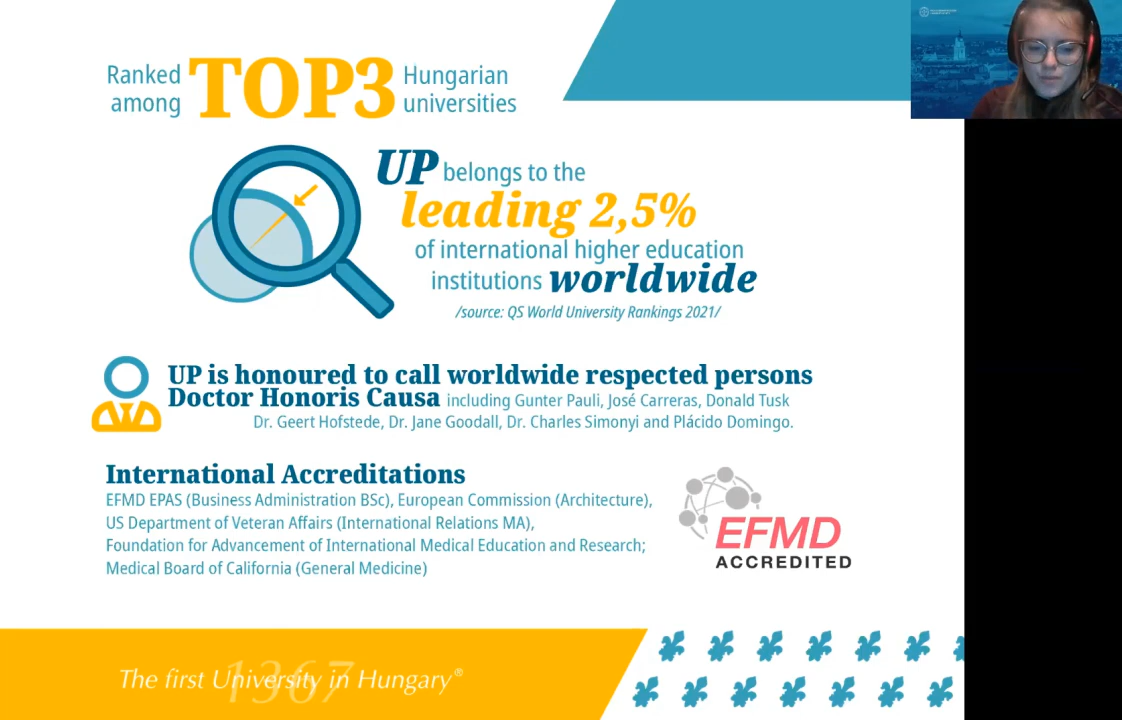 Ranked among TOP3 Hungarian universities
UP belongs to the
leading 2,5%
of international higher education
institutions worldwide
/source: QS World University Rankings 2021/
UP is honoured to call worldwide respected persons
Doctor Honoris Causa including Gunter Pauli, José Carreras, Donald Tusk
Dr. Geert Hofstede, Dr. Jane Goodall, Dr. Charles Simonyi and Plácido Domingo.
International Accreditations
EFMD EPAS (Business Administration BSc), European Commission (Architecture),
US Department of Veteran Affairs (International Relations MA),
Foundation for Advancement of International Medical Education and Research;
Medical Board of California (General Medicine)
EFMD
ACCREDITED
1367
The first University in Hungary®